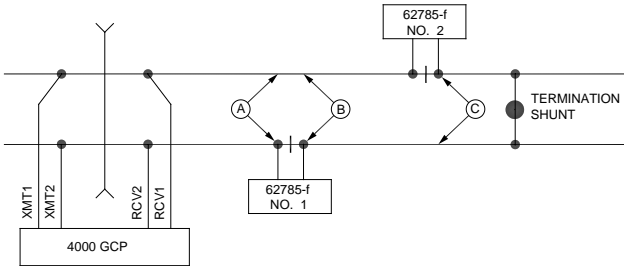 62785-f
NO. 2
A
B
C
TERMINATION
SHUNT
XMT1
XMT2
RCV2
RCV1
62785-f
NO. 1
4000 GCP